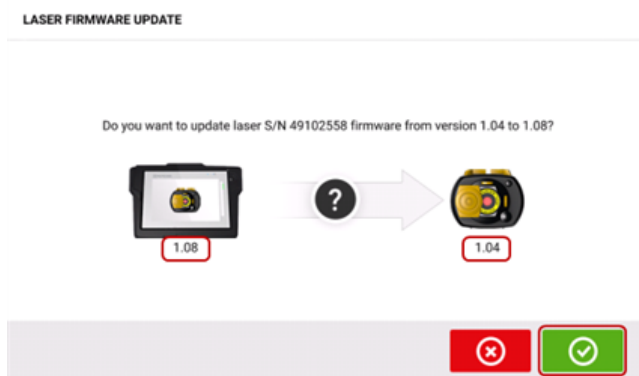 LASER FIRMWARE UPDATE
Do you want to update laser S/N 49102558 firmware from version 1.04 to 1.08?
?
1.08
1.04